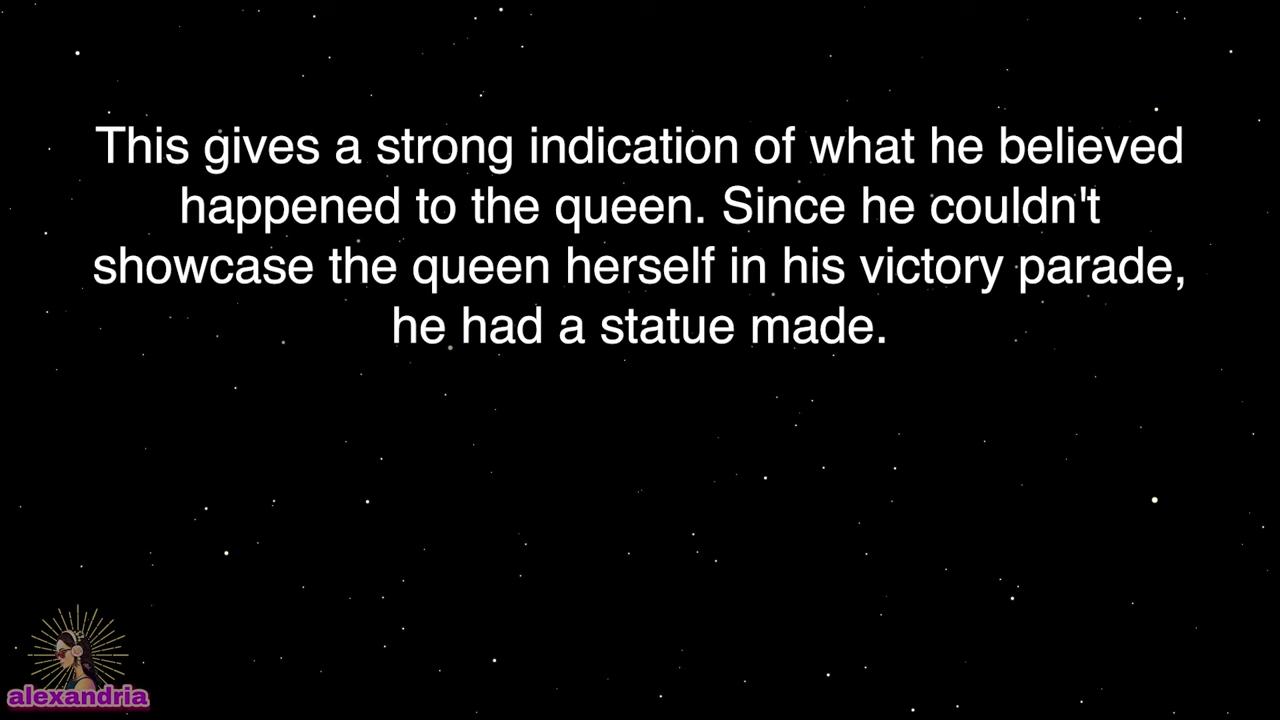 This gives a strong indication of what he believed
happened to the queen. Since he couldn't
showcase the queen herself in his victory parade,
he had a statue made.
alexandria